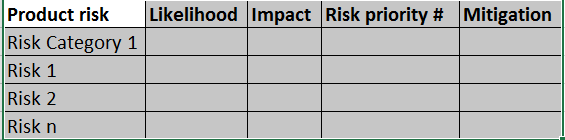 Product risk Likelihood Impact Risk priority # Mitigation
Risk Category 1
Risk 1
Risk 2
Risk n